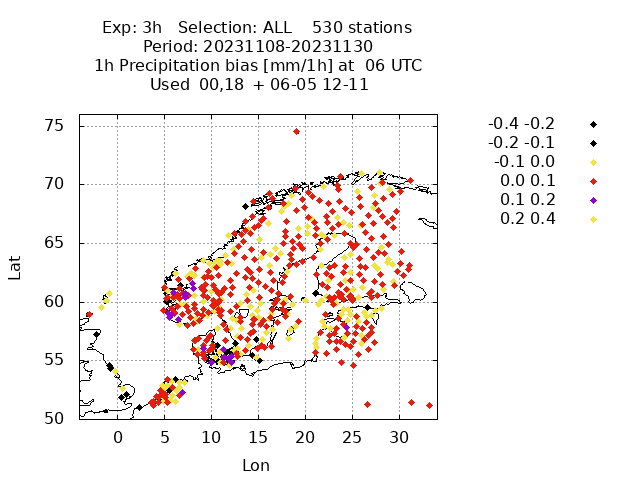 Exp: 3h   Selection: ALL    530 stations
Period: 20231108-20231130
1h Precipitation bias [mm/1h] at  06 UTC
Used 00,18  + 06-05 12-11
-0.4 -0.2
-0.2 -0.1
-0.1 0.0
0.0 0.1
0.1 0.2
0.2 0.4
75
70
65
60
55
50
Lat
0 5 10 15 20 25 30
Lon